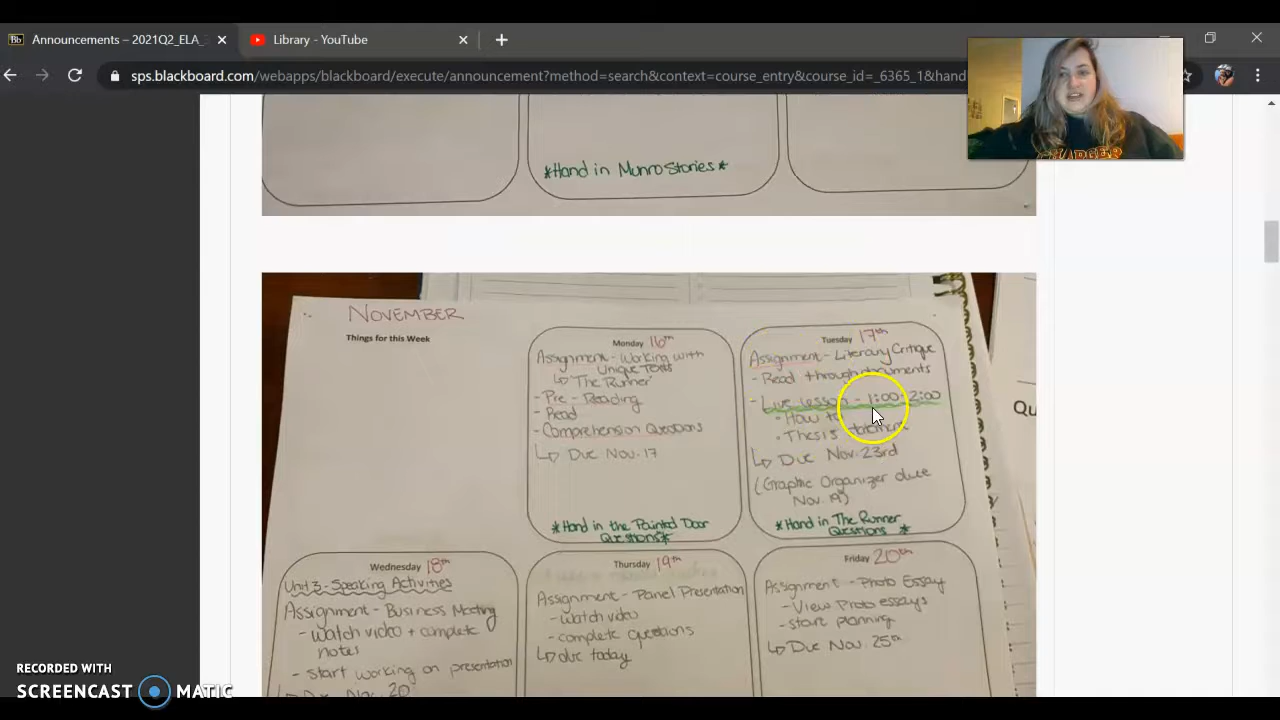 Announcements – 2021Q2_ELA_
Library - YouTube
sps.blackboard.com/webapps/blackboard/execute/announcement?method=search&context=course_entry&course_id=_6365_1&hand
CRUDGERS
*Hand in Munro Stories*
NOVEMBER
Things for this Week
Monday 16th
Assignment - Working with
Unique Texts
↳ "The Runner"
- Pre - Reading
- Read
- Comprehension Questions
↳ Due Nov. 17
*Hand in the Painted Door
Questions*
Tuesday 17th
Assignment - Literary Critique
- Read through documents
- Live lesson - 1:00-2:00
- How to
- Thesis statement
↳ Due Nov. 23rd
(Graphic Organizer due
Nov. 19)
*Hand in The Runner
Questions *
Qu
Wednesday 18th
Unit 3 - Speaking Activities
Assignment - Business Meeting
- watch video + complete
notes
- start working on presentation
↳ Due Nov. 20
Thursday 19th
Assignment - Panel Presentation
- watch video
- complete questions
↳ due today
Friday 20th
Assignment - Photo Essay
- View Photo essays
- start planning
↳ Due Nov. 25th
RECORDED WITH
SCREENCAST MATIC